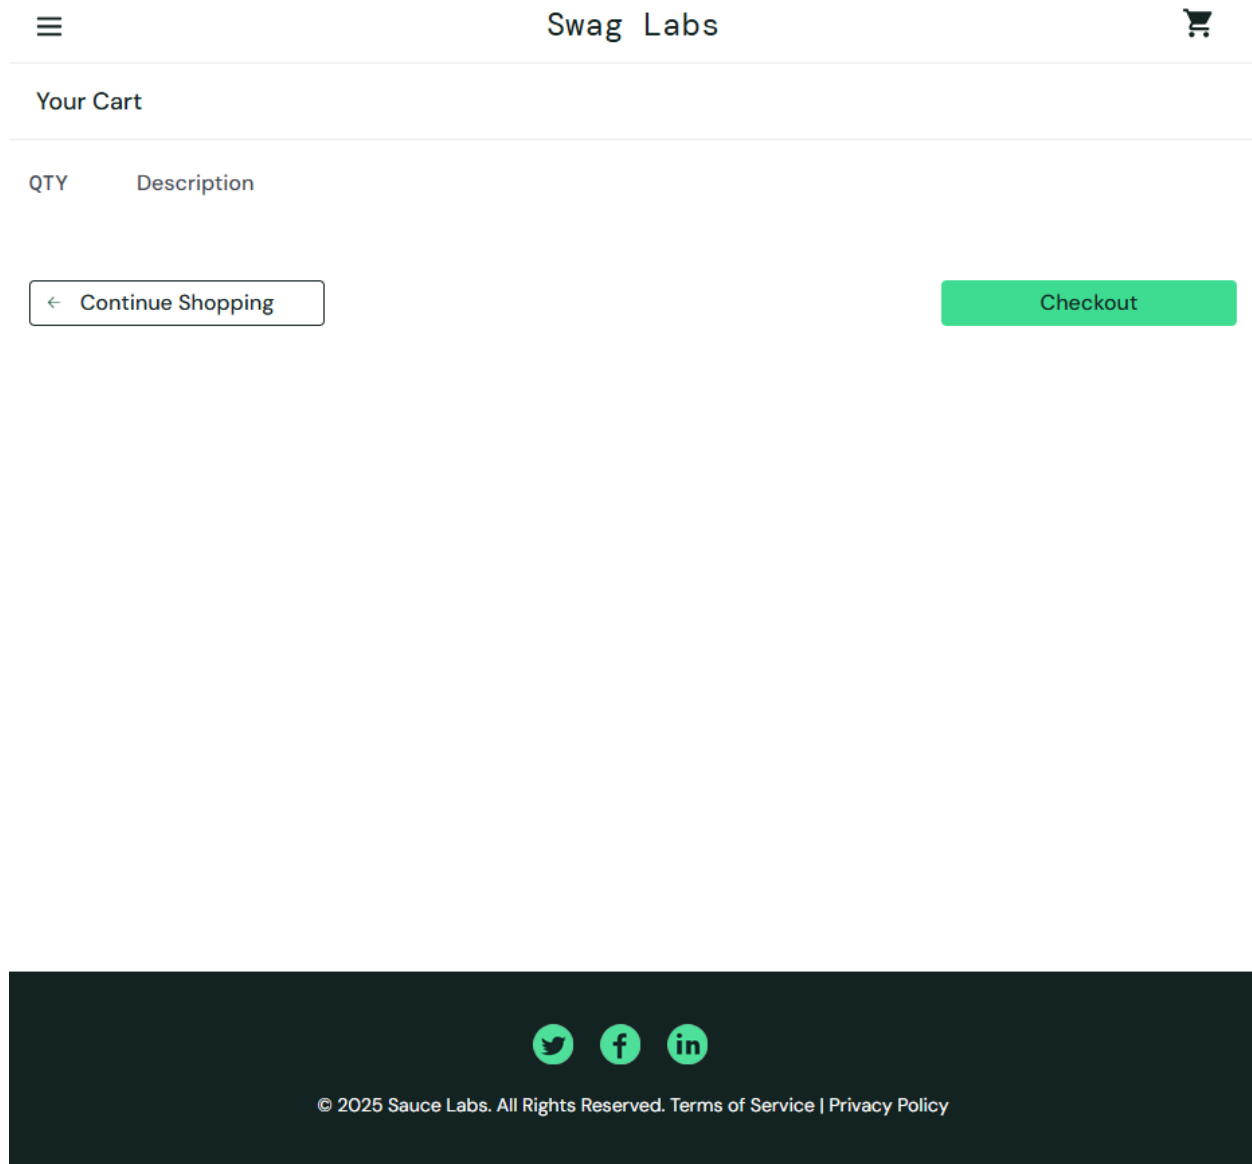 Swag Labs
Your Cart
QTY Description
Continue Shopping Checkout
© 2025 Sauce Labs. All Rights Reserved. Terms of Service | Privacy Policy